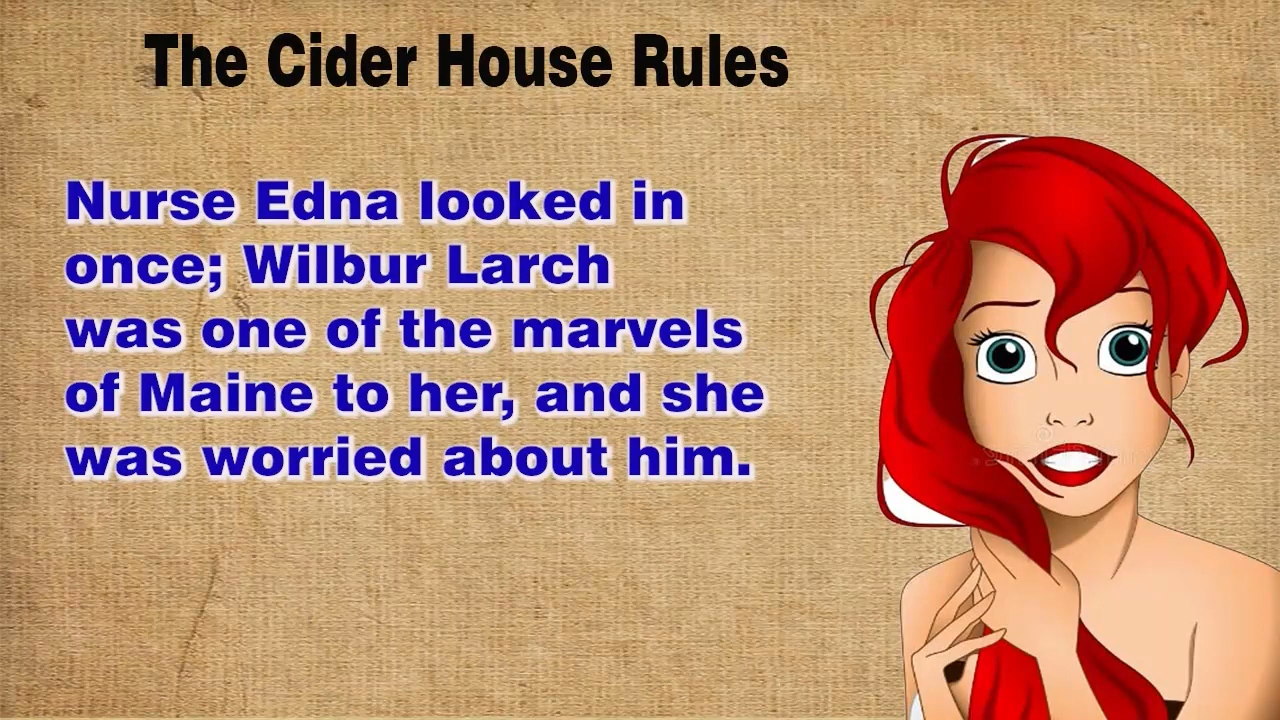 The Cider House Rules
Nurse Edna looked in
once; Wilbur Larch
was one of the marvels
of Maine to her, and she
was worried about him.